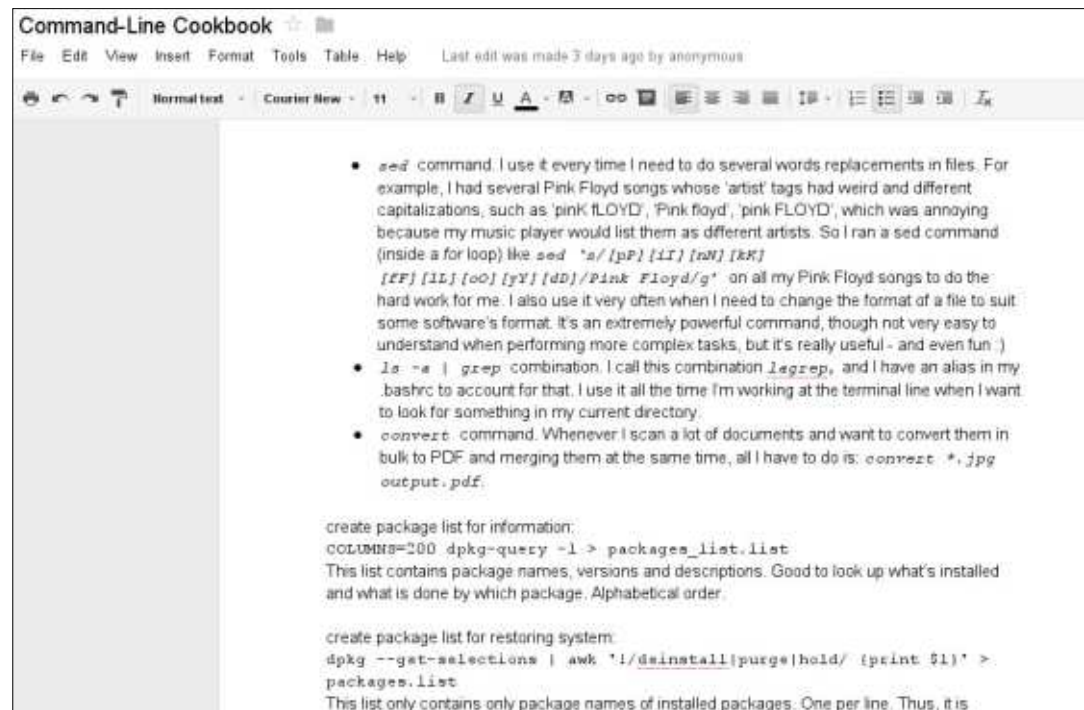 Command-Line Cookbook
File Edit View Insert Format Tools Table Help Last edit was made 3 days ago by anonymous
Normal text Courier New 11 B I U A
• sed command. I use it every time I need to do several words replacements in files. For
example, I had several Pink Floyd songs whose 'artist' tags had weird and different
capitalizations, such as 'pinK fLOYD', 'Pink floyd', 'pink FLOYD', which was annoying
because my music player would list them as different artists. So I ran a sed command
(inside a for loop) like sed 's/[pP][iI][nN][kK]
[fF][lL][oO][yY][dD]/Pink Floyd/g' on all my Pink Floyd songs to do the
hard work for me. I also use it very often when I need to change the format of a file to suit
some software's format. It's an extremely powerful command, though not very easy to
understand when performing more complex tasks, but it's really useful - and even fun :)
• ls -a | grep combination. I call this combination lsgrep, and I have an alias in my
.bashrc to account for that. I use it all the time I'm working at the terminal line when I want
to look for something in my current directory.
• convert command. Whenever I scan a lot of documents and want to convert them in
bulk to PDF and merging them at the same time, all I have to do is: convert *.jpg
output.pdf.
create package list for information:
COLUMNS=200 dpkg-query -l > packages_list.list
This list contains package names, versions and descriptions. Good to look up what's installed
and what is done by which package. Alphabetical order.
create package list for restoring system:
dpkg --get-selections | awk '!/deinstall|purge|hold/ {print $1}' >
packages.list
This list only contains only package names of installed packages. One per line. Thus, it is